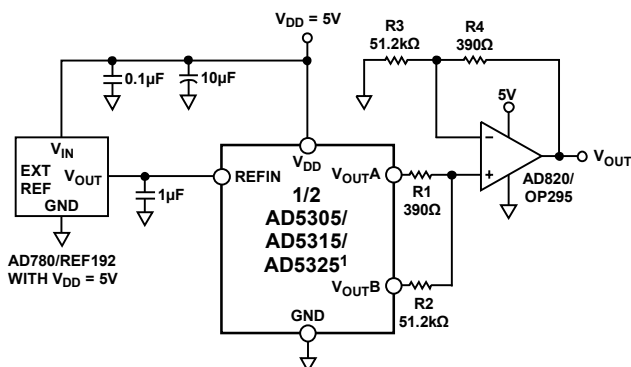 V_DD = 5V
R3
51.2kΩ
R4
390Ω
0.1µF
10µF
5V
V_IN
EXT
REF
V_OUT
GND
1µF
REFIN
V_DD
1/2
AD5305/
AD5315/
AD5325¹
V_OUTA
R1
390Ω
−
+
V_OUT
AD820/
OP295
AD780/REF192
WITH V_DD = 5V
V_OUTB
R2
51.2kΩ
GND